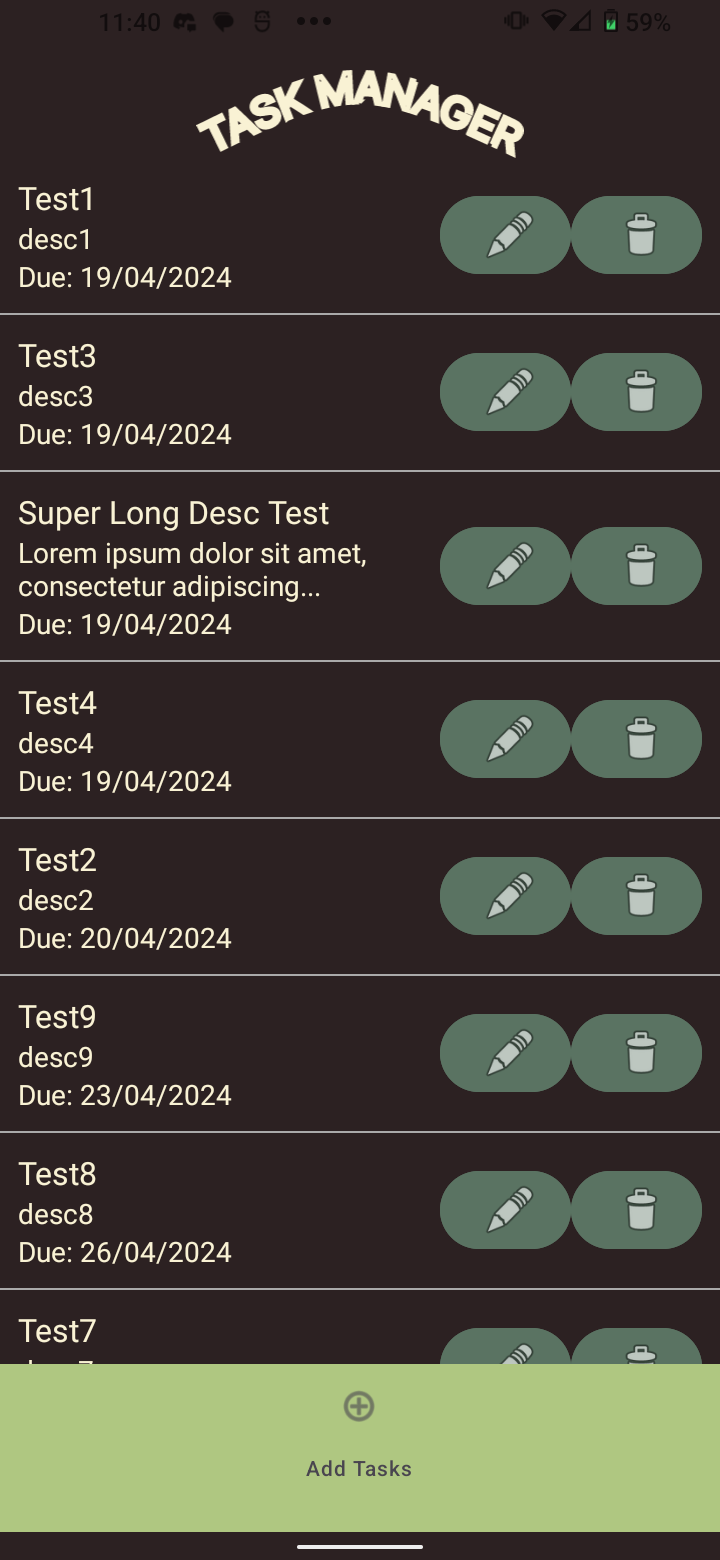 11:40
59%
TASK MANAGER
Test1
desc1
Due: 19/04/2024
Test3
desc3
Due: 19/04/2024
Super Long Desc Test
Lorem ipsum dolor sit amet,
consectetur adipiscing...
Due: 19/04/2024
Test4
desc4
Due: 19/04/2024
Test2
desc2
Due: 20/04/2024
Test9
desc9
Due: 23/04/2024
Test8
desc8
Due: 26/04/2024
Test7
Add Tasks